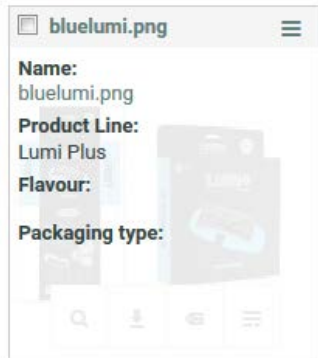 bluelumi.png
Name:
bluelumi.png
Product Line:
Lumi Plus
Flavour:
Packaging type: